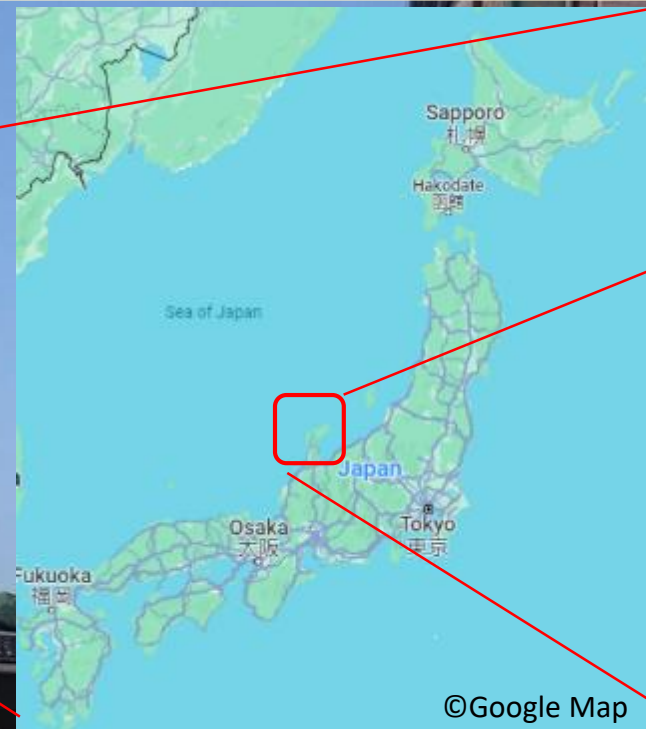 Sapporo
札幌
Hakodate
函館
Sea of Japan
Japan
Osaka
大阪
Tokyo
東京
Fukuoka
福岡
©Google Map